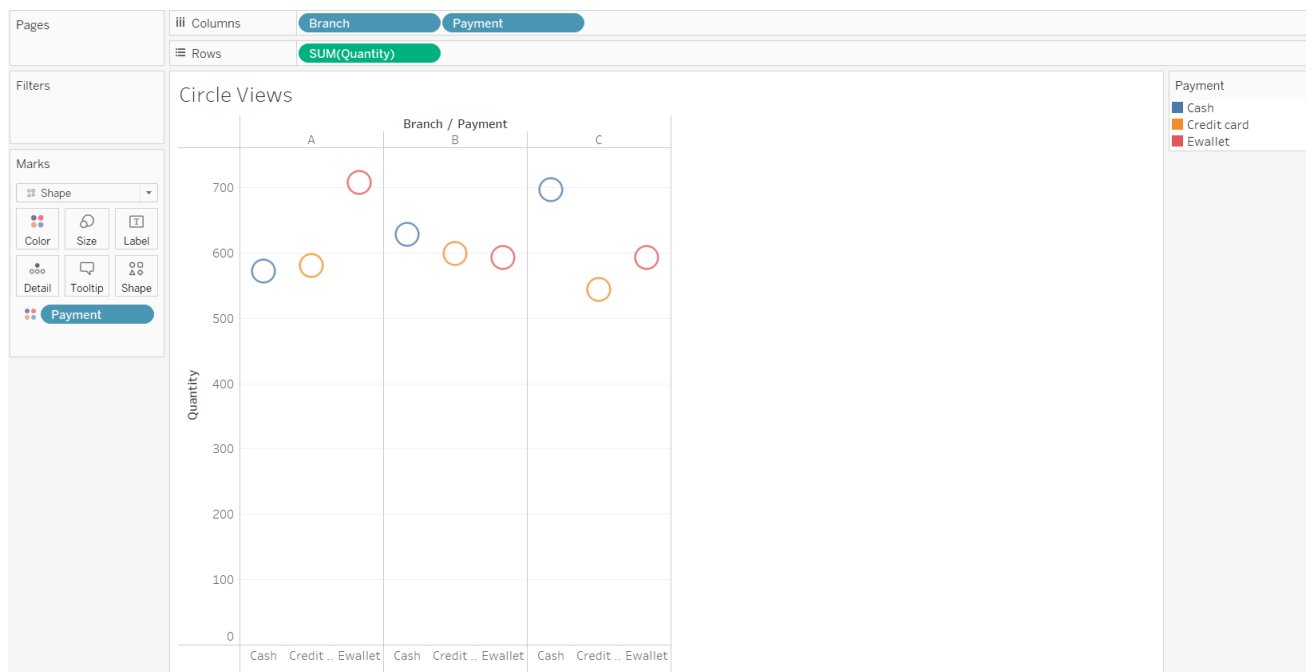 Pages
Columns
Branch
Payment
Rows
SUM(Quantity)
Filters
Marks
Shape
Color
Size
Label
Detail
Tooltip
Shape
Payment
Circle Views
Branch / Payment
A
B
C
700
600
500
400
300
200
100
0
Quantity
Cash
Credit ..
Ewallet
Cash
Credit ..
Ewallet
Cash
Credit ..
Ewallet
Payment
Cash
Credit card
Ewallet